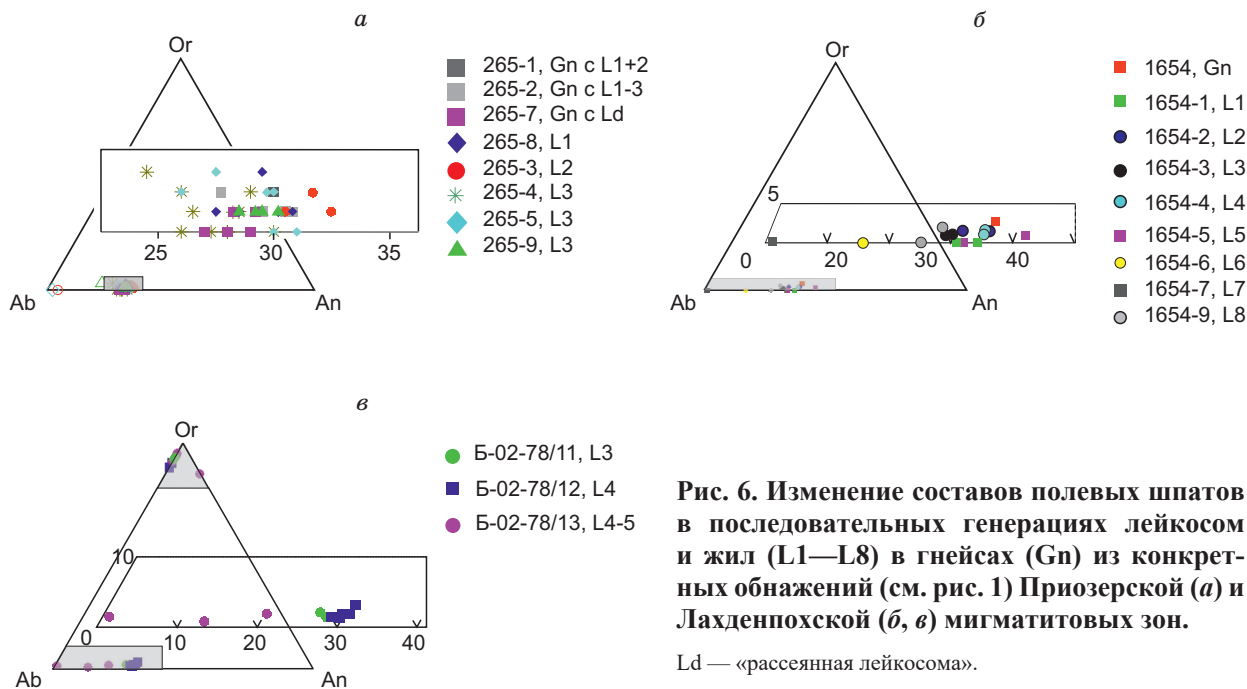 а
Or
25
30
35
Ab
An
265-1, Gn с L1+2
265-2, Gn с L1-3
265-7, Gn с Ld
265-8, L1
265-3, L2
265-4, L3
265-5, L3
265-9, L3
б
Or
5
0
20
30
40
Ab
An
1654, Gn
1654-1, L1
1654-2, L2
1654-3, L3
1654-4, L4
1654-5, L5
1654-6, L6
1654-7, L7
1654-9, L8
в
Or
10
0
10
20
30
40
Ab
An
Б-02-78/11, L3
Б-02-78/12, L4
Б-02-78/13, L4-5
Рис. 6. Изменение составов полевых шпатов
в последовательных генерациях лейкосом
и жил (L1—L8) в гнейсах (Gn) из конкрет-
ных обнажений (см. рис. 1) Приозерской (а) и
Лахденпохской (б, в) мигматитовых зон.
Ld — «рассеянная лейкосома».